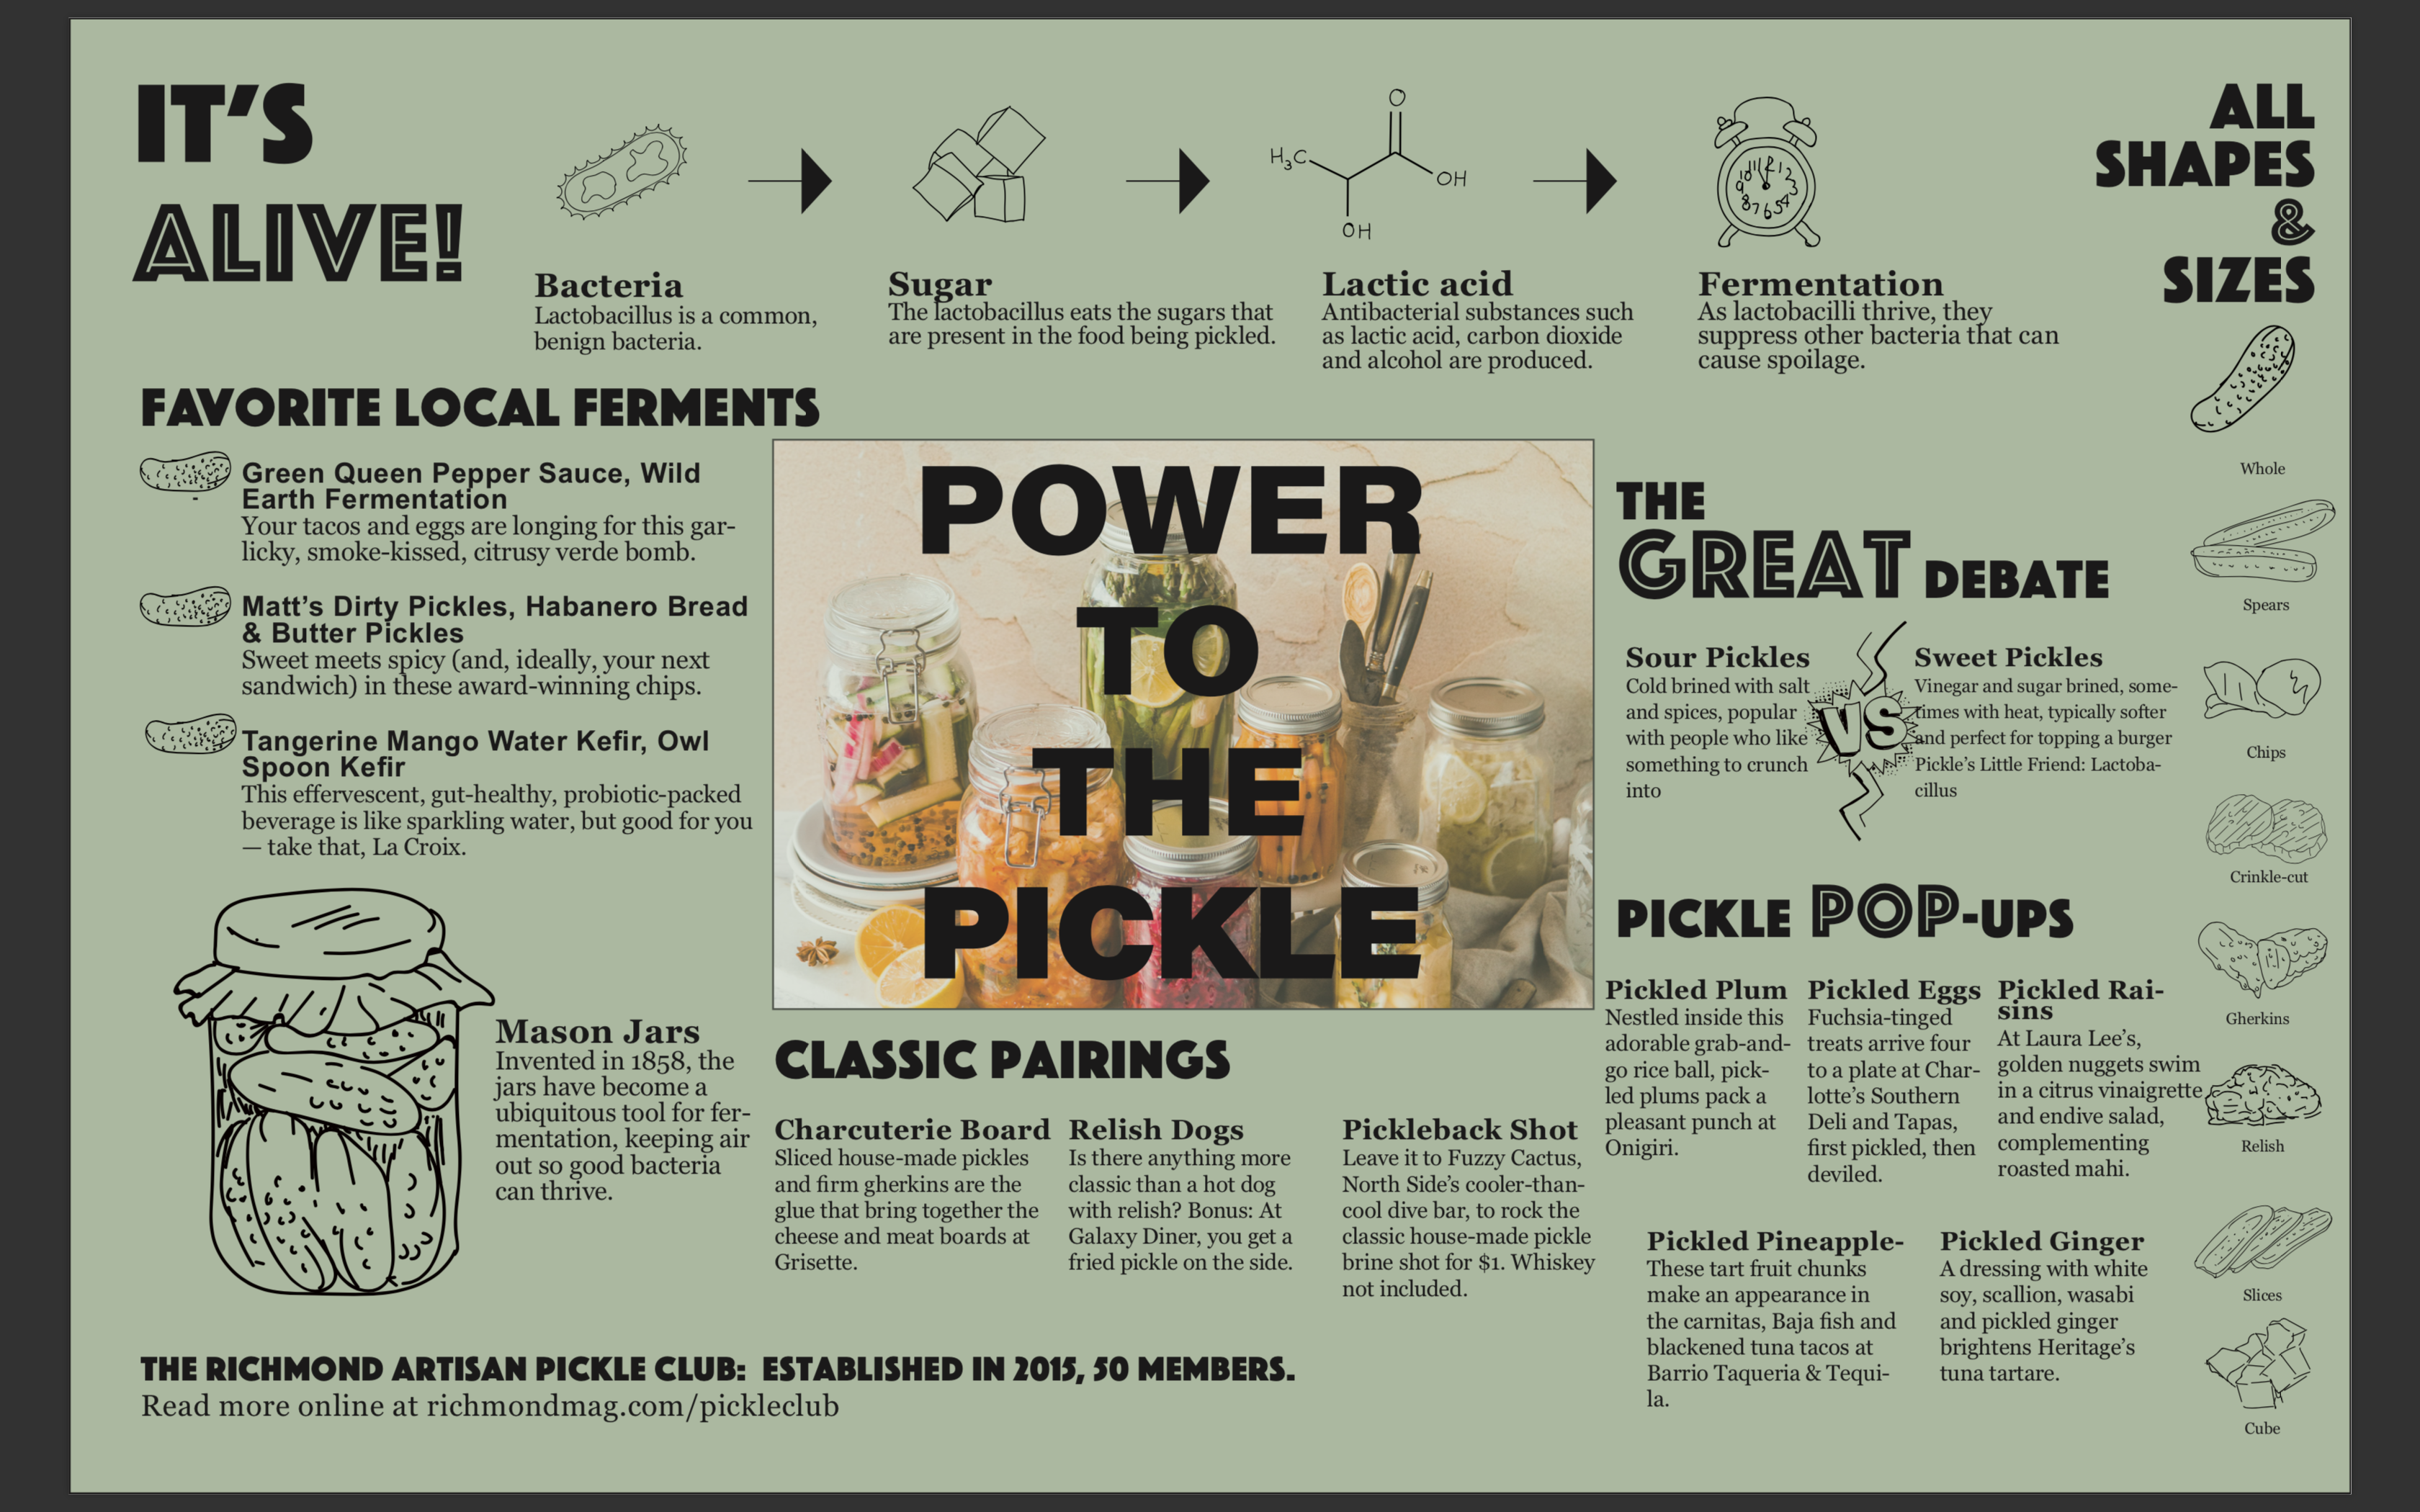 IT'S
ALIVE!
H₃C
O
OH
OH
Bacteria
Lactobacillus is a common,
benign bacteria.
Sugar
The lactobacillus eats the sugars that
are present in the food being pickled.
Lactic acid
Antibacterial substances such
as lactic acid, carbon dioxide
and alcohol are produced.
Fermentation
As lactobacilli thrive, they
suppress other bacteria that can
cause spoilage.
ALL
SHAPES
&
SIZES
Whole
Spears
Chips
Crinkle-cut
Gherkins
Relish
Slices
Cube
FAVORITE LOCAL FERMENTS
Green Queen Pepper Sauce, Wild
Earth Fermentation
Your tacos and eggs are longing for this gar-
licky, smoke-kissed, citrusy verde bomb.
Matt's Dirty Pickles, Habanero Bread
& Butter Pickles
Sweet meets spicy (and, ideally, your next
sandwich) in these award-winning chips.
Tangerine Mango Water Kefir, Owl
Spoon Kefir
This effervescent, gut-healthy, probiotic-packed
beverage is like sparkling water, but good for you
— take that, La Croix.
POWER
TO
THE
PICKLE
THE
GREAT DEBATE
Sour Pickles
Cold brined with salt
and spices, popular
with people who like
something to crunch
into
VS
Sweet Pickles
Vinegar and sugar brined, some-
times with heat, typically softer
and perfect for topping a burger
Pickle's Little Friend: Lactoba-
cillus
PICKLE POP-UPS
Pickled Plum
Nestled inside this
adorable grab-and-
go rice ball, pick-
led plums pack a
pleasant punch at
Onigiri.
Pickled Eggs
Fuchsia-tinged
treats arrive four
to a plate at Char-
lotte's Southern
Deli and Tapas,
first pickled, then
deviled.
Pickled Rai-
sins
At Laura Lee's,
golden nuggets swim
in a citrus vinaigrette
and endive salad,
complementing
roasted mahi.
Pickled Pineapple-
These tart fruit chunks
make an appearance in
the carnitas, Baja fish and
blackened tuna tacos at
Barrio Taqueria & Tequi-
la.
Pickled Ginger
A dressing with white
soy, scallion, wasabi
and pickled ginger
brightens Heritage's
tuna tartare.
Mason Jars
Invented in 1858, the
jars have become a
ubiquitous tool for fer-
mentation, keeping air
out so good bacteria
can thrive.
CLASSIC PAIRINGS
Charcuterie Board
Sliced house-made pickles
and firm gherkins are the
glue that bring together the
cheese and meat boards at
Grisette.
Relish Dogs
Is there anything more
classic than a hot dog
with relish? Bonus: At
Galaxy Diner, you get a
fried pickle on the side.
Pickleback Shot
Leave it to Fuzzy Cactus,
North Side's cooler-than-
cool dive bar, to rock the
classic house-made pickle
brine shot for $1. Whiskey
not included.
THE RICHMOND ARTISAN PICKLE CLUB: ESTABLISHED IN 2015, 50 MEMBERS.
Read more online at richmondmag.com/pickleclub